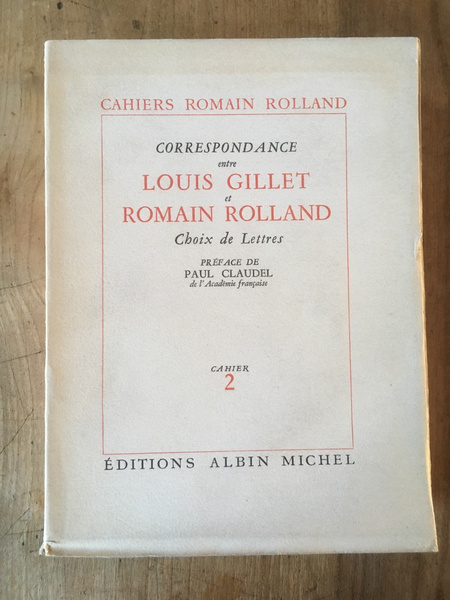 CAHIERS ROMAIN ROLLAND
CORRESPONDANCE
entre
LOUIS GILLET
et
ROMAIN ROLLAND
Choix de Lettres
PRÉFACE DE
PAUL CLAUDEL
de l'Académie française
CAHIER
2
ÉDITIONS ALBIN MICHEL